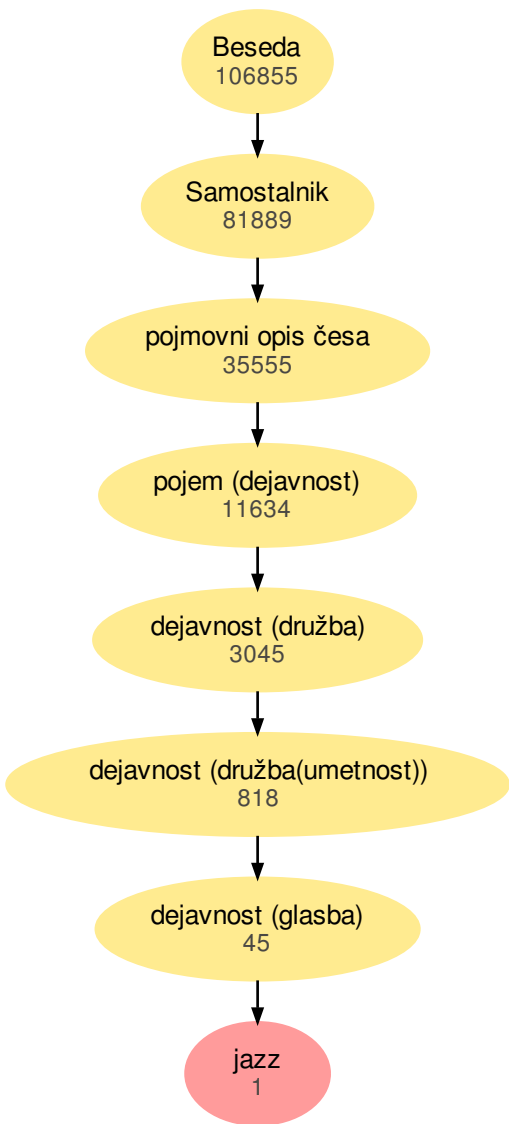 Beseda
106855
Samostalnik
81889
pojmovni opis česa
35555
pojem (dejavnost)
11634
dejavnost (družba)
3045
dejavnost (družba(umetnost))
818
dejavnost (glasba)
45
jazz
1